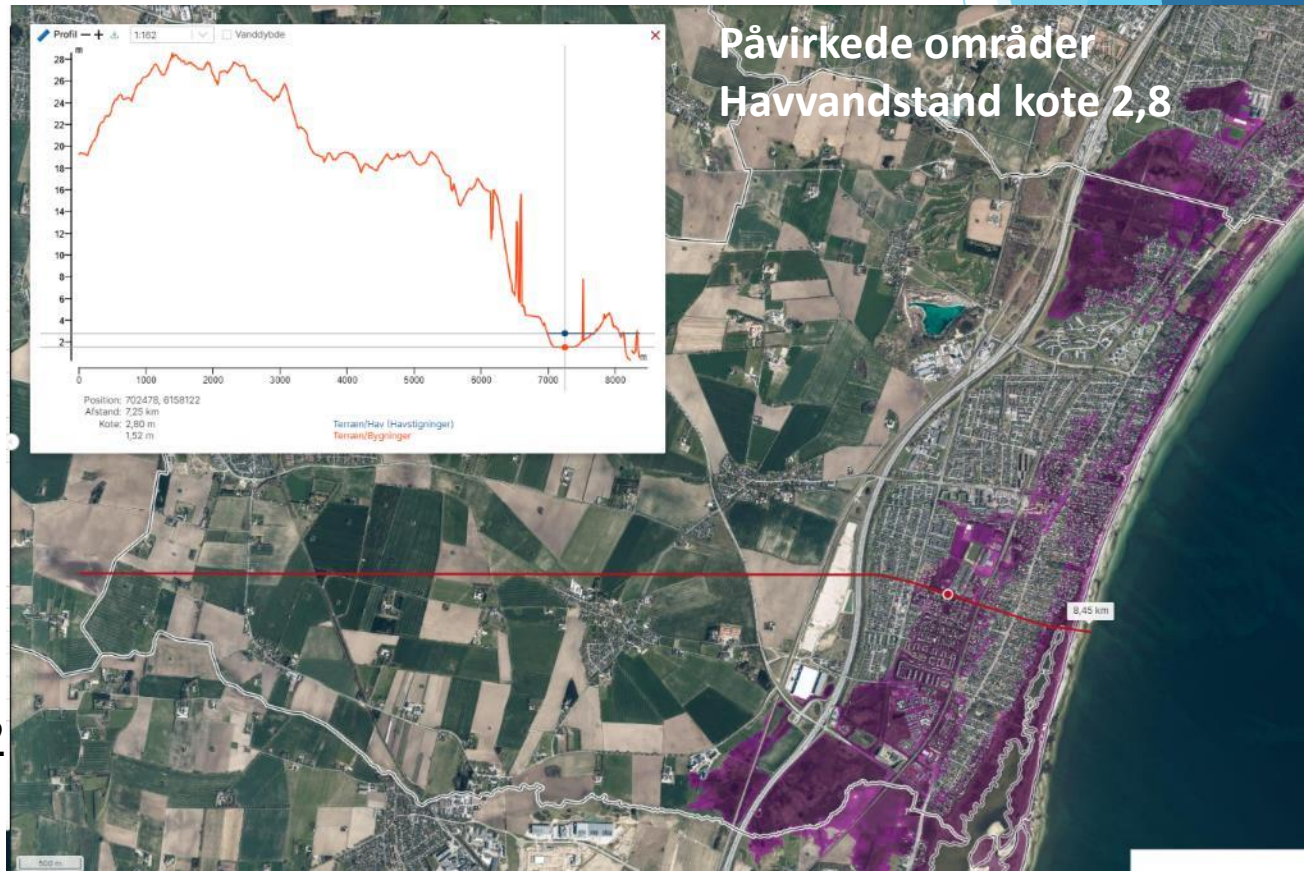 Påvirkede områder
Havvandstand kote 2,8
Profil
1:162
Vanddybde
m
28
26
24
22
20
18
16
14
12
10
8
6
4
2
m
0 1000 2000 3000 4000 5000 6000 7000 8000
Position: 702478, 6158122
Afstand: 7,25 km
Kote: 2,80 m
1,52 m
Terræn/Hav (Havstigninger)
Terræn/Bygninger
8,45 km
2
500 m